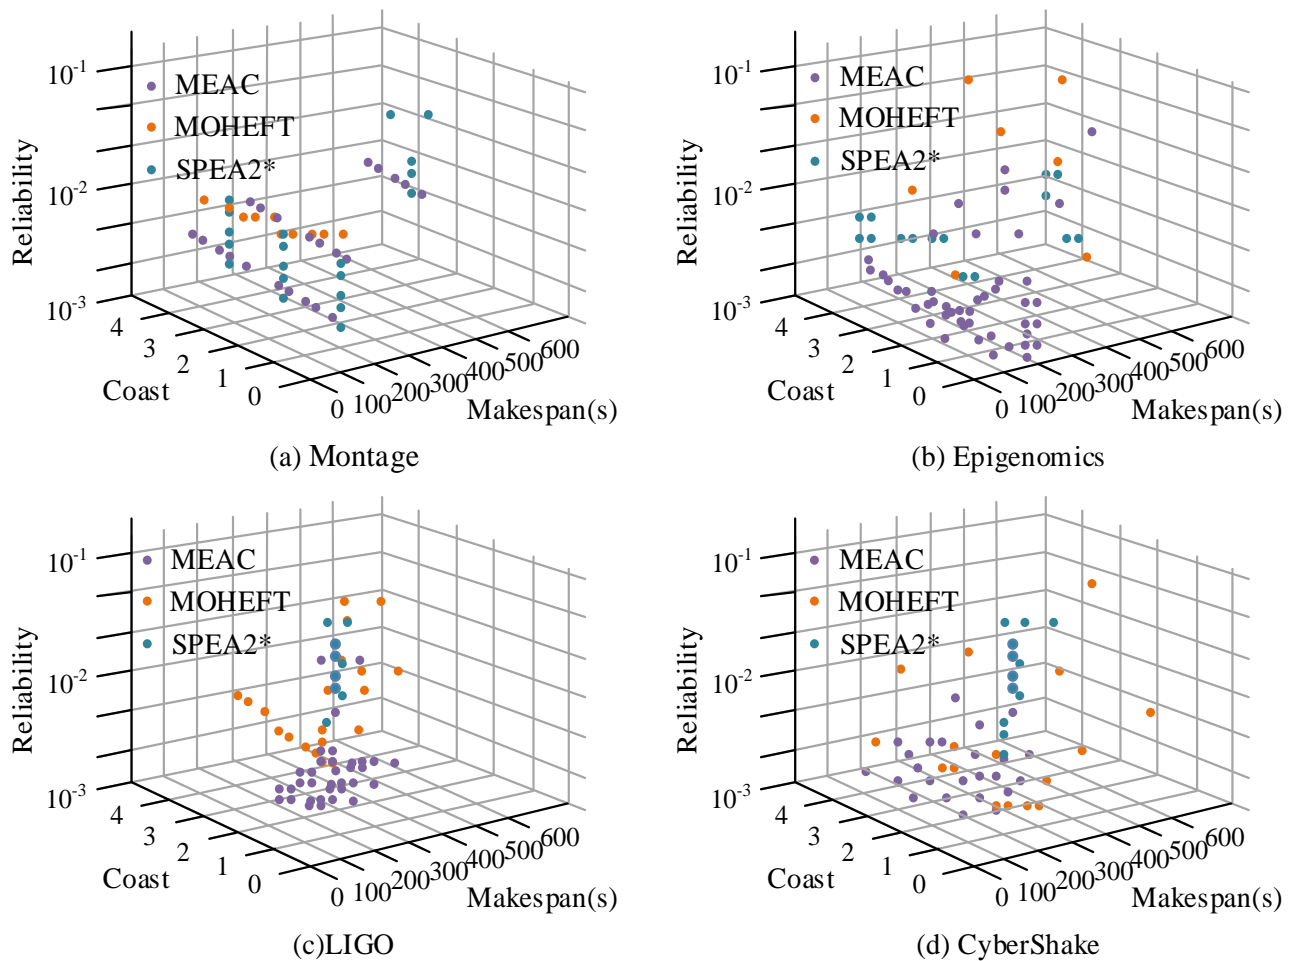 10-1
MEAC
MOHEFT
SPEA2*
10-2
10-3
Reliability
4
3
2
1
0
Coast
0
100
200
300
400
500
600
Makespan(s)
(a) Montage
10-1
MEAC
MOHEFT
SPEA2*
10-2
10-3
Reliability
4
3
2
1
0
Coast
0
100
200
300
400
500
600
Makespan(s)
(b) Epigenomics
10-1
MEAC
MOHEFT
SPEA2*
10-2
10-3
Reliability
4
3
2
1
0
Coast
0
100
200
300
400
500
600
Makespan(s)
(c)LIGO
10-1
MEAC
MOHEFT
SPEA2*
10-2
10-3
Reliability
4
3
2
1
0
Coast
0
100
200
300
400
500
600
Makespan(s)
(d) CyberShake